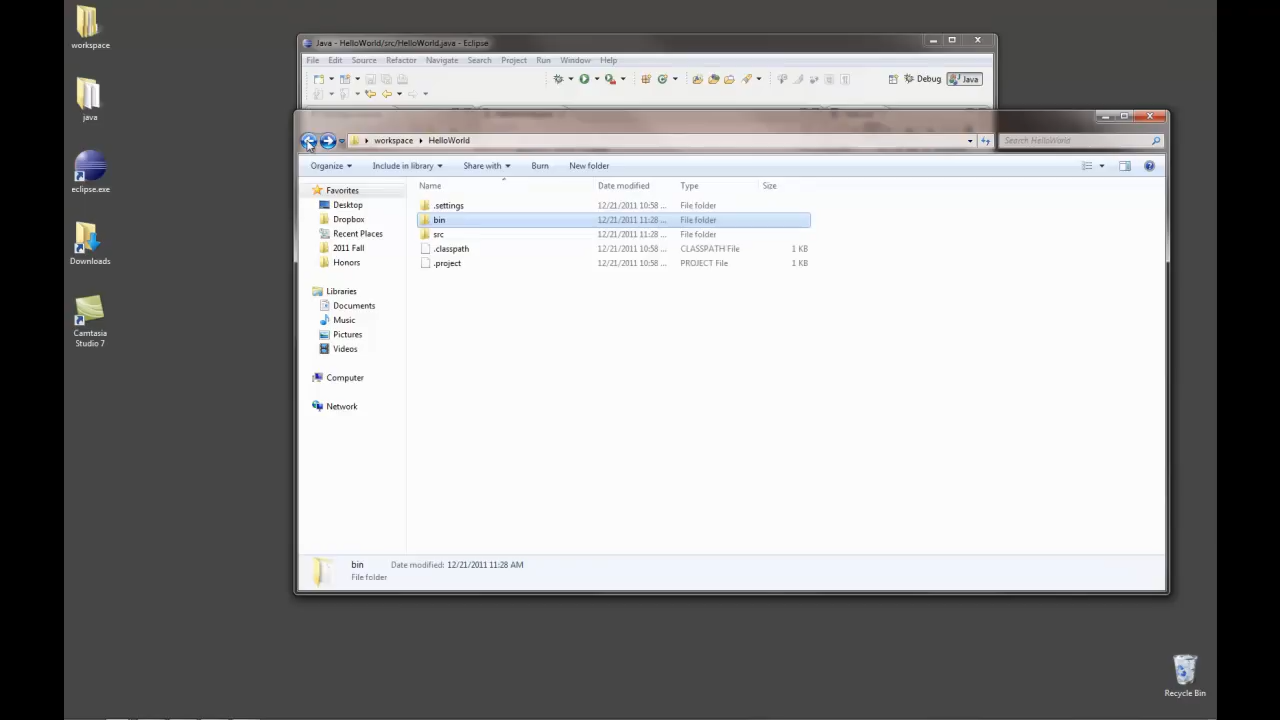 workspace
java
eclipse.exe
Downloads
Camtasia
Studio 7
Java - HelloWorld/src/HelloWorld.java - Eclipse
File Edit Source Refactor Navigate Search Project Run Window Help
Debug Java
workspace HelloWorld Search HelloWorld
Organize Include in library Share with Burn New folder
Name Date modified Type Size
.settings 12/21/2011 10:58 ... File folder
bin 12/21/2011 11:28 ... File folder
src 12/21/2011 11:28 ... File folder
.classpath 12/21/2011 10:58 ... CLASSPATH File 1 KB
.project 12/21/2011 10:58 ... PROJECT File 1 KB
Favorites
Desktop
Dropbox
Recent Places
2011 Fall
Honors
Libraries
Documents
Music
Pictures
Videos
Computer
Network
bin Date modified: 12/21/2011 11:28 AM
File folder
Recycle Bin